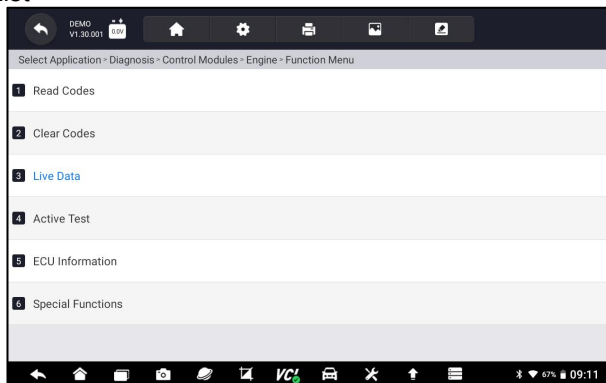 DEMO
V1.30.001 0.0V
Select Application > Diagnosis > Control Modules > Engine > Function Menu
1 Read Codes
2 Clear Codes
3 Live Data
4 Active Test
5 ECU Information
6 Special Functions
VCI 67% 09:11